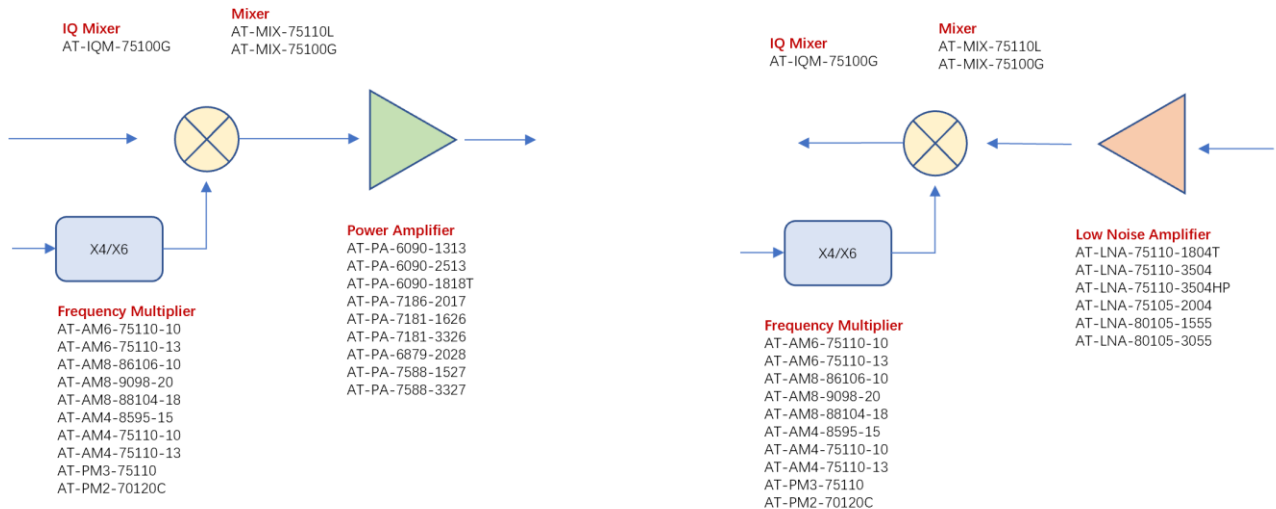 IQ Mixer
AT-IQM-75100G
Mixer
AT-MIX-75110L
AT-MIX-75100G
X4/X6
Power Amplifier
AT-PA-6090-1313
AT-PA-6090-2513
AT-PA-6090-1818T
AT-PA-7186-2017
AT-PA-7181-1626
AT-PA-7181-3326
AT-PA-6879-2028
AT-PA-7588-1527
AT-PA-7588-3327
Frequency Multiplier
AT-AM6-75110-10
AT-AM6-75110-13
AT-AM8-86106-10
AT-AM8-9098-20
AT-AM8-88104-18
AT-AM4-8595-15
AT-AM4-75110-10
AT-AM4-75110-13
AT-PM3-75110
AT-PM2-70120C
IQ Mixer
AT-IQM-75100G
Mixer
AT-MIX-75110L
AT-MIX-75100G
X4/X6
Low Noise Amplifier
AT-LNA-75110-1804T
AT-LNA-75110-3504
AT-LNA-75110-3504HP
AT-LNA-75105-2004
AT-LNA-80105-1555
AT-LNA-80105-3055
Frequency Multiplier
AT-AM6-75110-10
AT-AM6-75110-13
AT-AM8-86106-10
AT-AM8-9098-20
AT-AM8-88104-18
AT-AM4-8595-15
AT-AM4-75110-10
AT-AM4-75110-13
AT-PM3-75110
AT-PM2-70120C